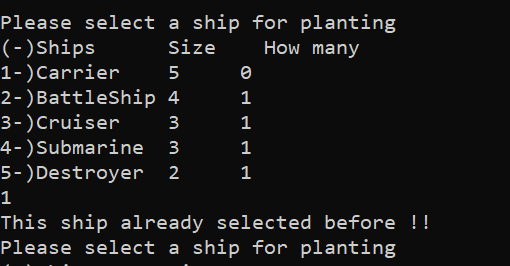 Please select a ship for planting
(-)Ships      Size    How many
1-)Carrier    5     0
2-)BattleShip 4     1
3-)Cruiser    3     1
4-)Submarine  3     1
5-)Destroyer  2     1
1
This ship already selected before !!
Please select a ship for planting